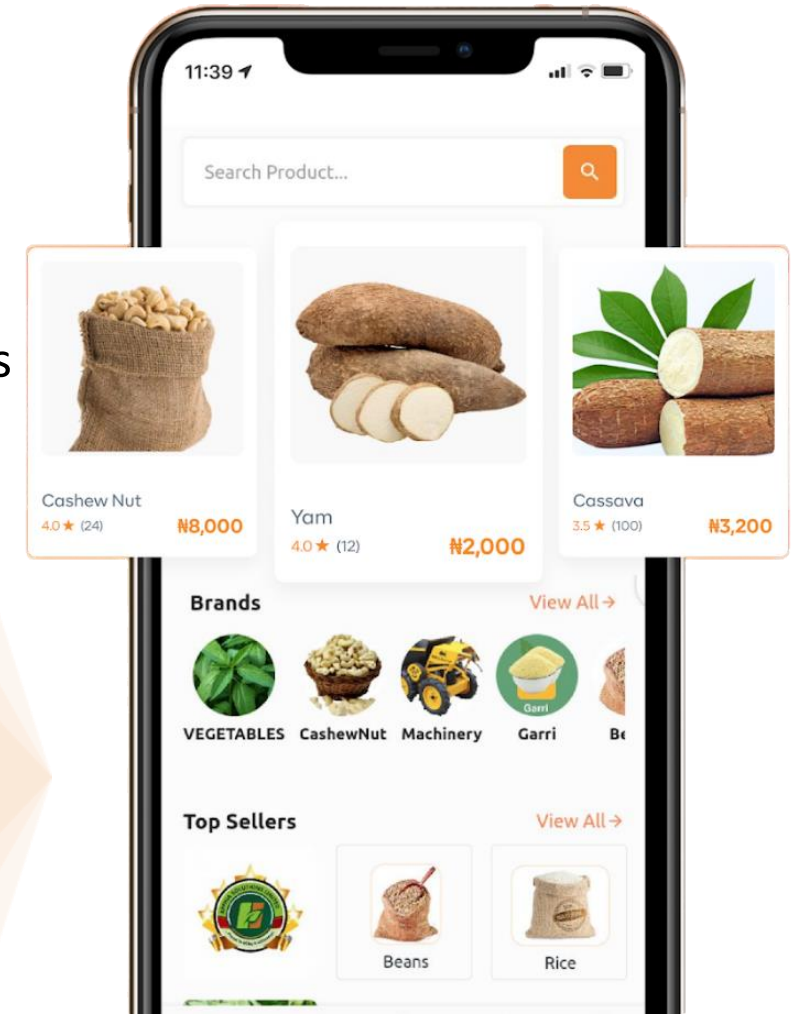 11:39
Search Product...
s
Cashew Nut
4.0 ★ (24) ₦8,000
Yam
4.0 ★ (12) ₦2,000
Cassava
3.5 ★ (100) ₦3,200
Brands View All →
VEGETABLES CashewNut Machinery Garri Be
Garri
Top Sellers View All →
Beans Rice